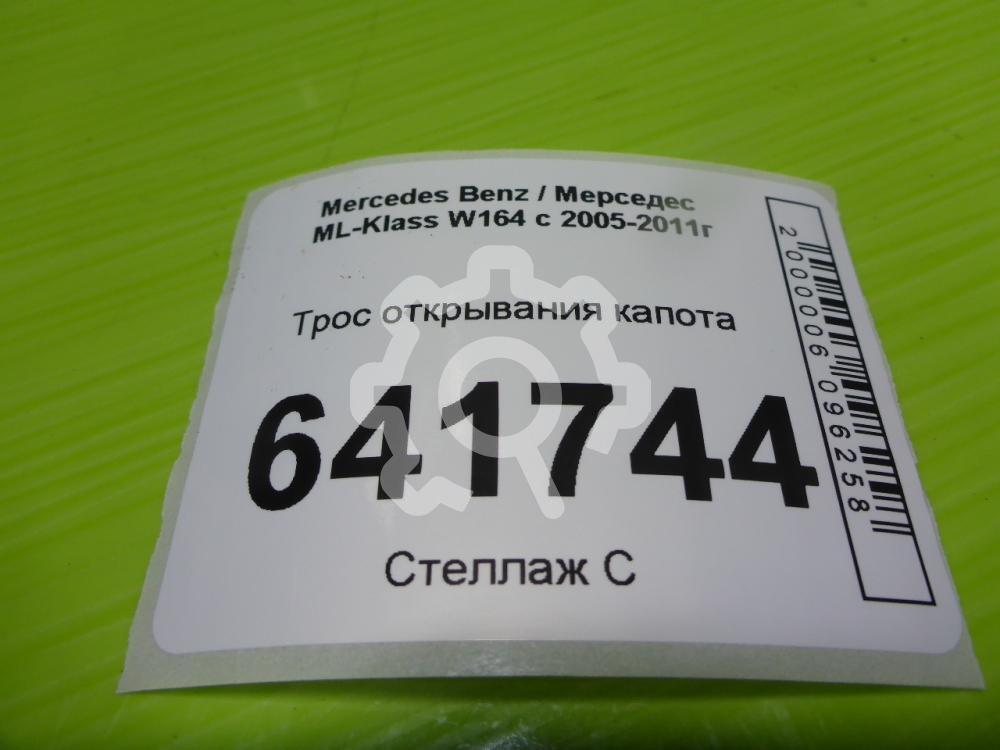 Mercedes Benz / Мерседес
ML-Klass W164 с 2005-2011г
Трос открывания капота
641744
Стеллаж С
2000006096258